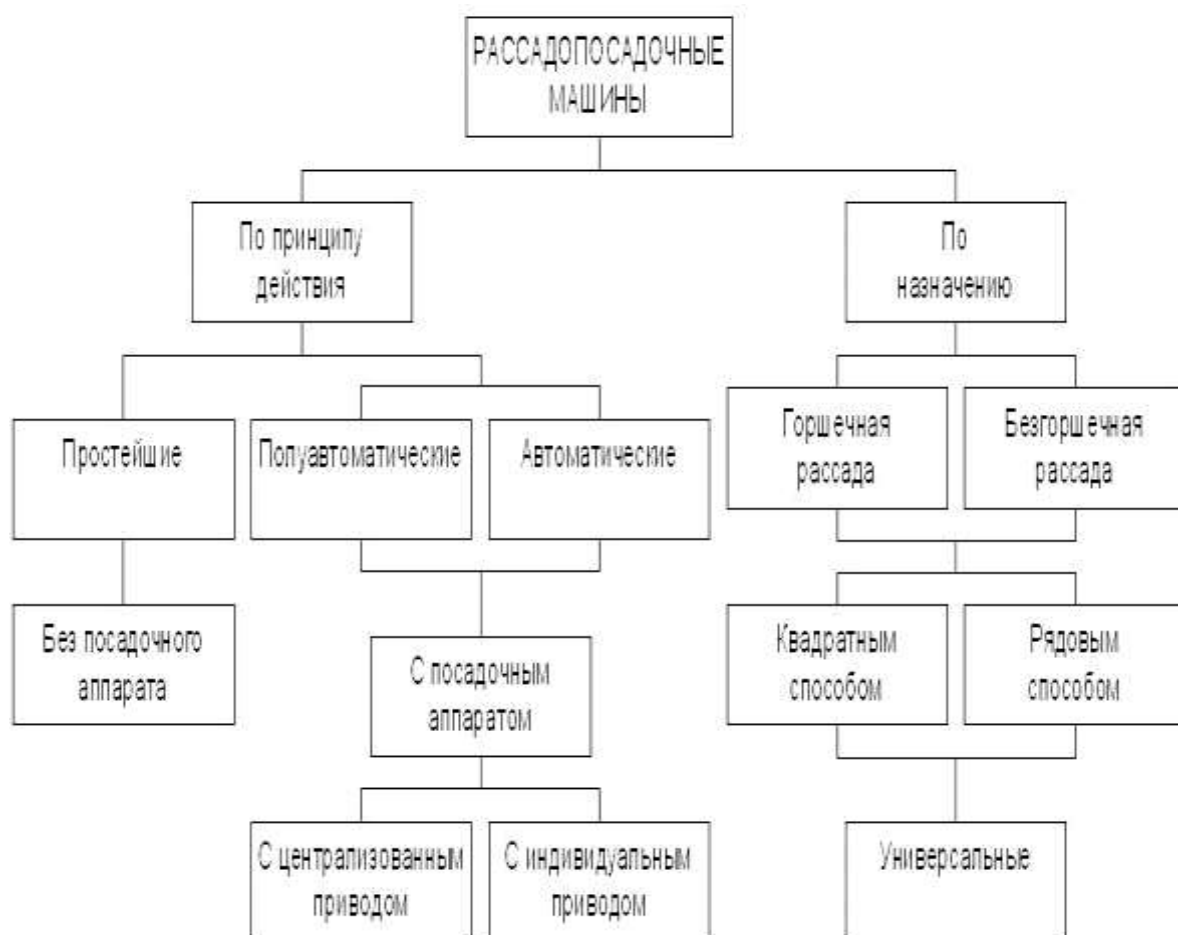 РАССАДОПОСАДОЧНЫЕ
МАШИНЫ
По принципу
действия
По
назначению
Простейшие
Полуавтоматические
Автоматические
Горшечная
рассада
Безгоршечная
рассада
Без посадочного
аппарата
С посадочным
аппаратом
Квадратным
способом
Рядовым
способом
С централизованным
приводом
С индивидуальным
приводом
Универсальные